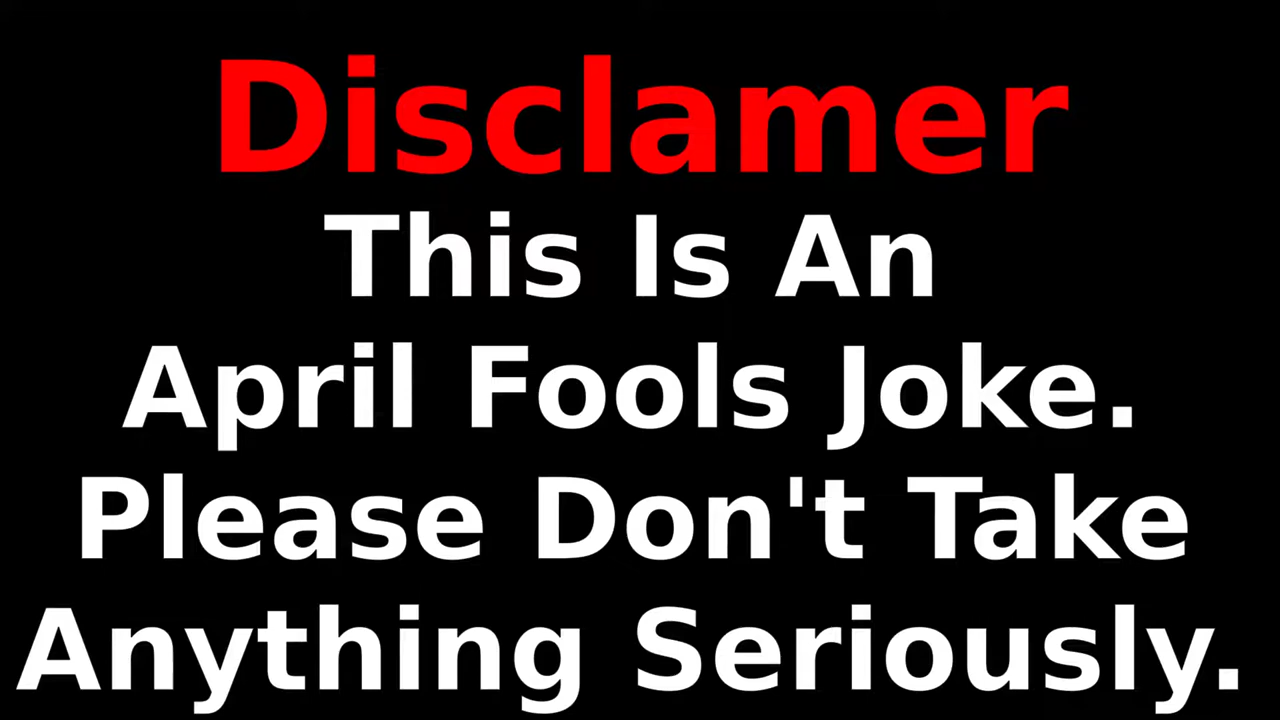 Disclamer
This Is An
April Fools Joke.
Please Don't Take
Anything Seriously.